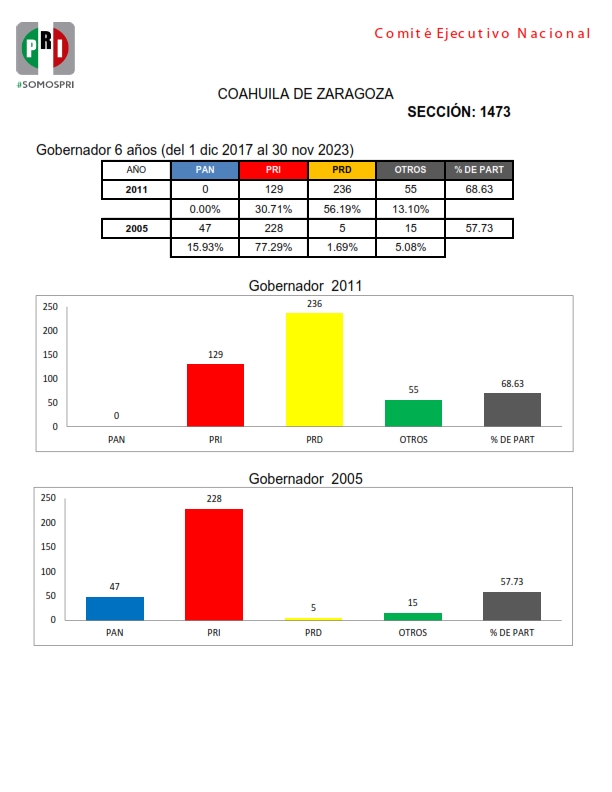 PRI
#SOMOSPRI
Comité Ejecutivo Nacional
COAHUILA DE ZARAGOZA
SECCIÓN: 1473
Gobernador 6 años (del 1 dic 2017 al 30 nov 2023)
AÑO PAN PRI PRD OTROS % DE PART
2011 0 129 236 55 68.63
0.00% 30.71% 56.19% 13.10%
2005 47 228 5 15 57.73
15.93% 77.29% 1.69% 5.08%
Gobernador 2011
250
200
150
100
50
0
0 129 236 55 68.63
PAN PRI PRD OTROS % DE PART
Gobernador 2005
250
200
150
100
50
0
47 228 5 15 57.73
PAN PRI PRD OTROS % DE PART